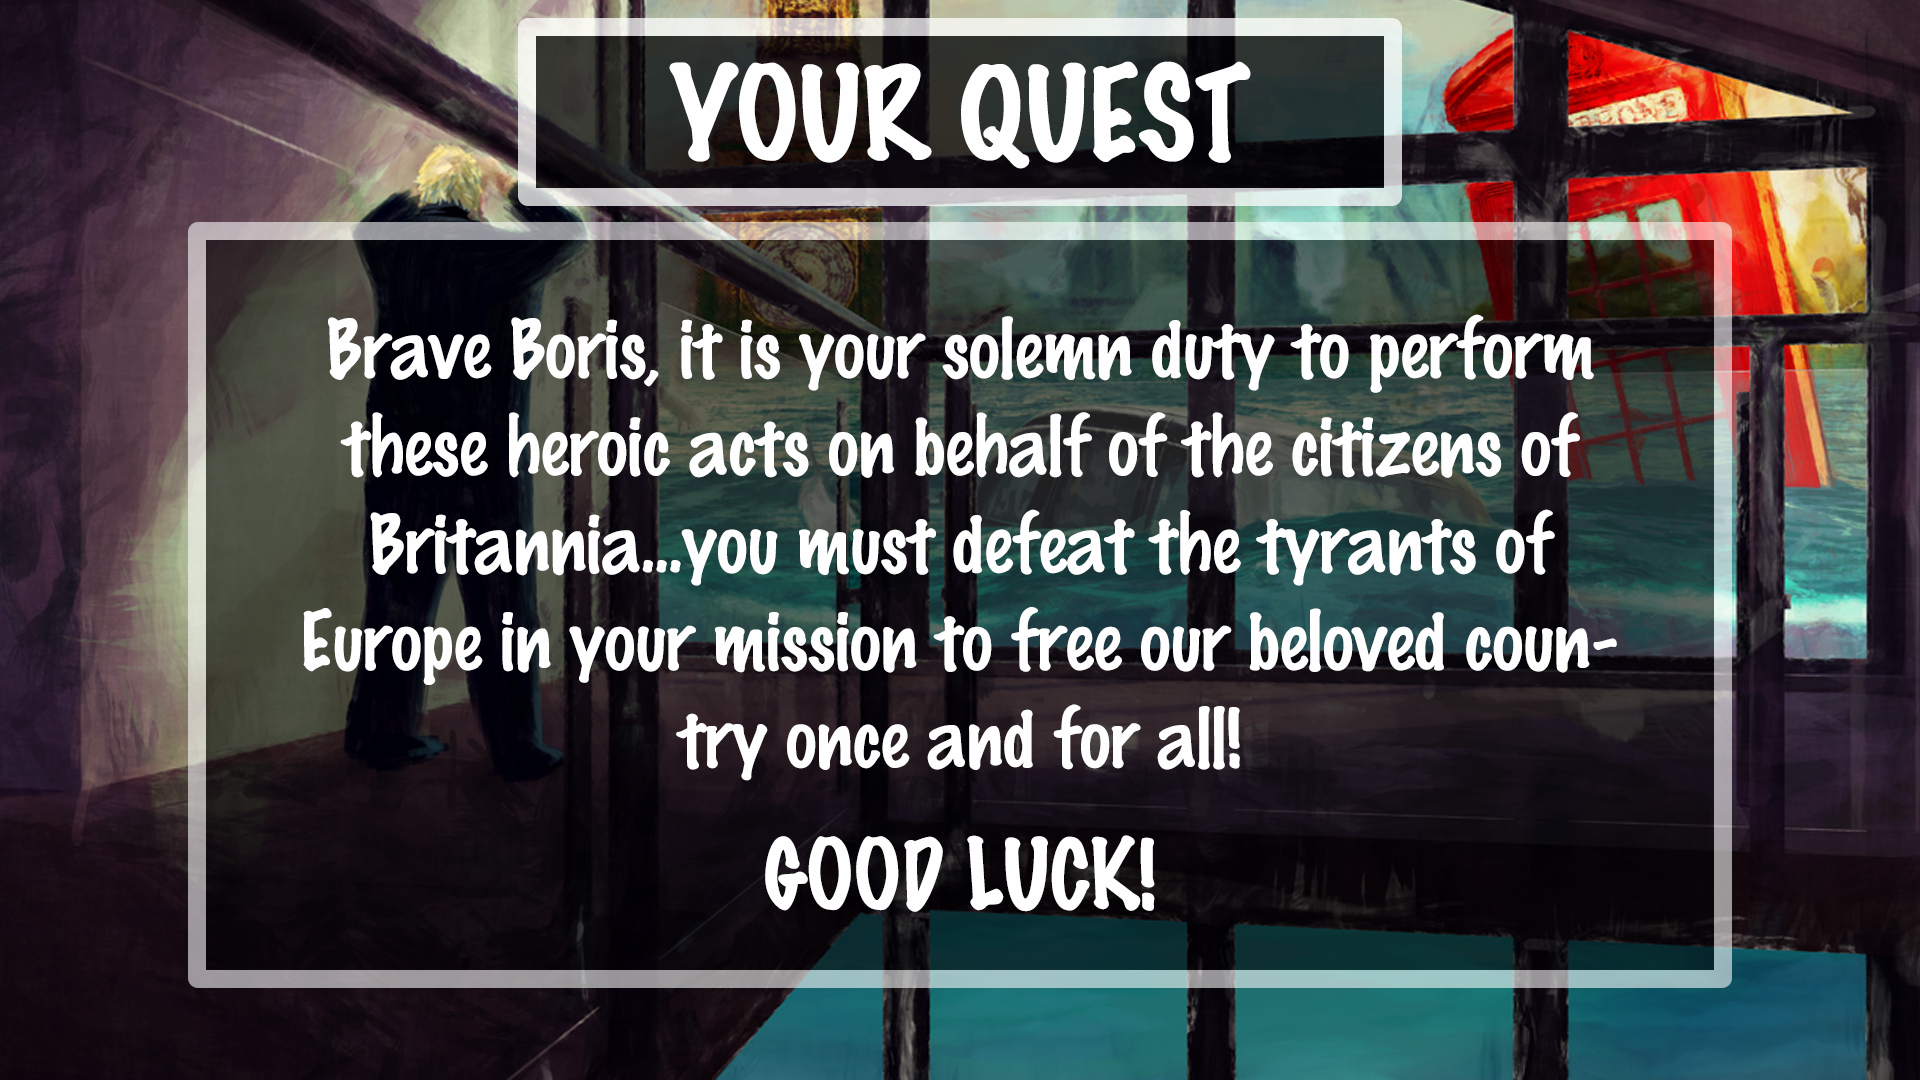 YOUR QUEST
Brave Boris, it is your solemn duty to perform
these heroic acts on behalf of the citizens of
Britannia...you must defeat the tyrants of
Europe in your mission to free our beloved coun-
try once and for all!
GOOD LUCK!